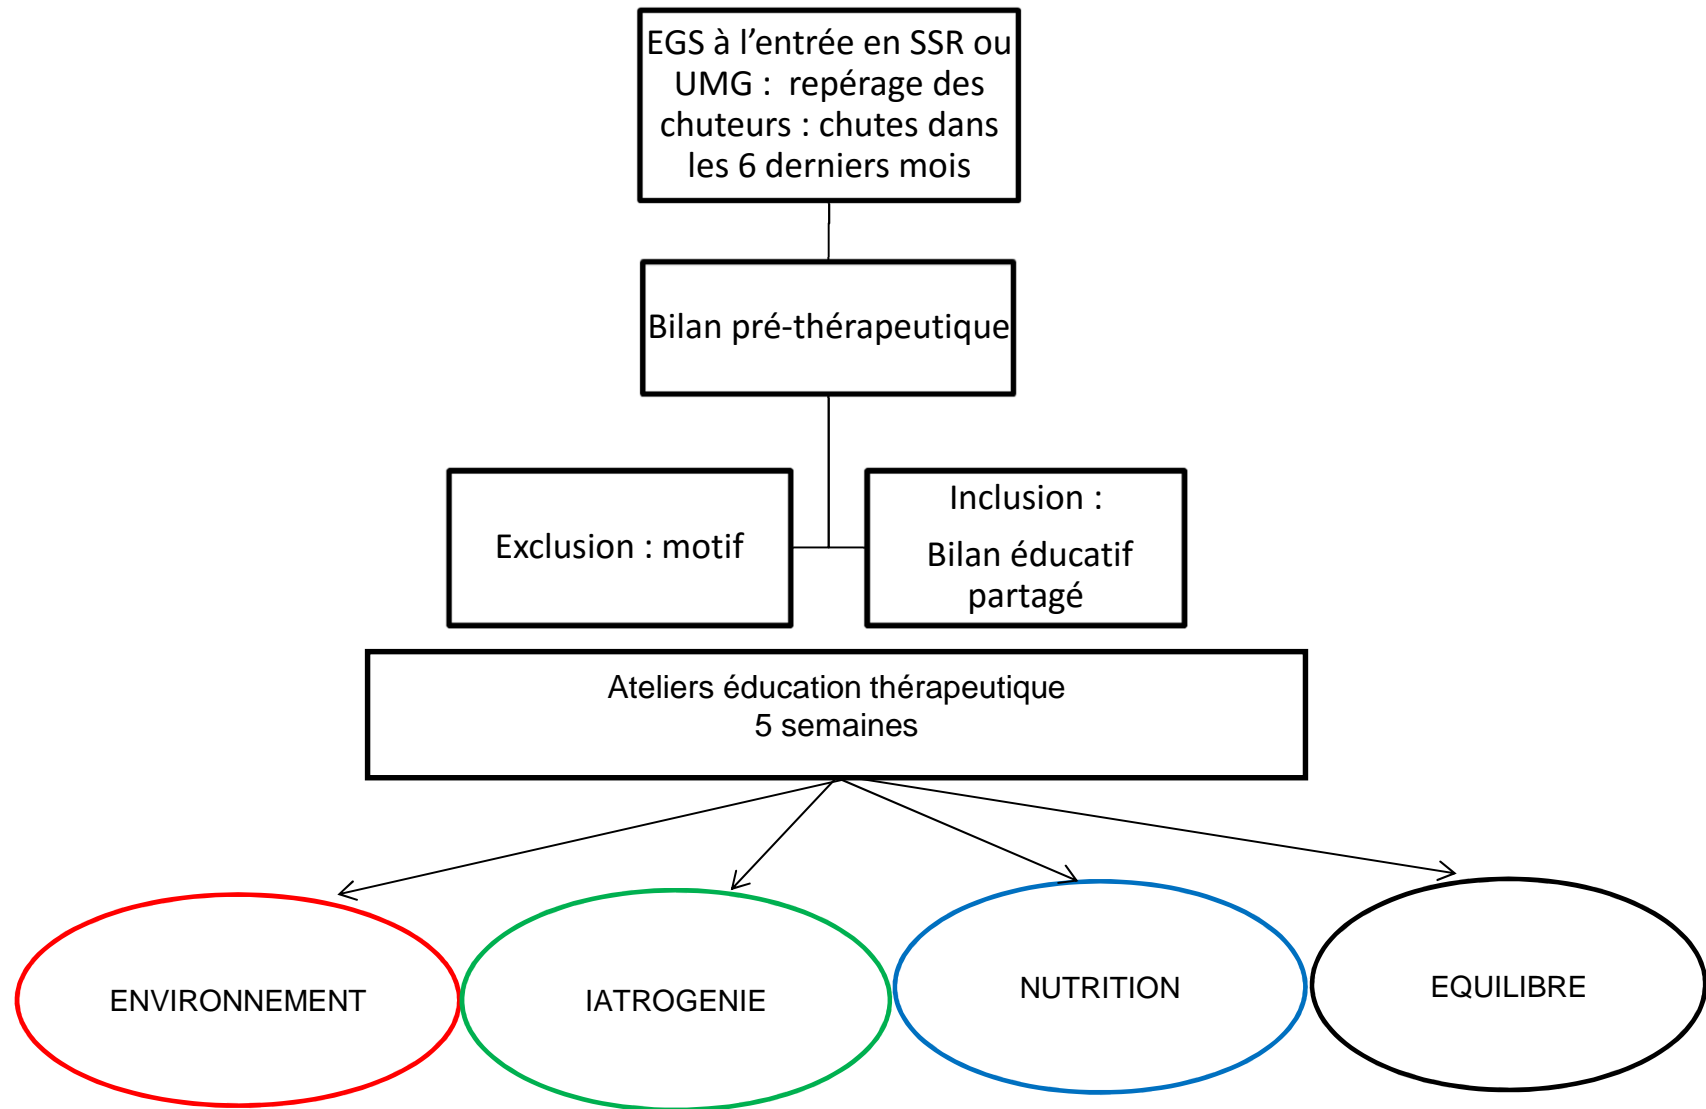 EGS à l’entrée en SSR ou
UMG :  repérage des
chuteurs : chutes dans
les 6 derniers mois
Bilan pré-thérapeutique
Exclusion : motif
Inclusion :
Bilan éducatif
partagé
Ateliers éducation thérapeutique
5 semaines
ENVIRONNEMENT
IATROGENIE
NUTRITION
EQUILIBRE